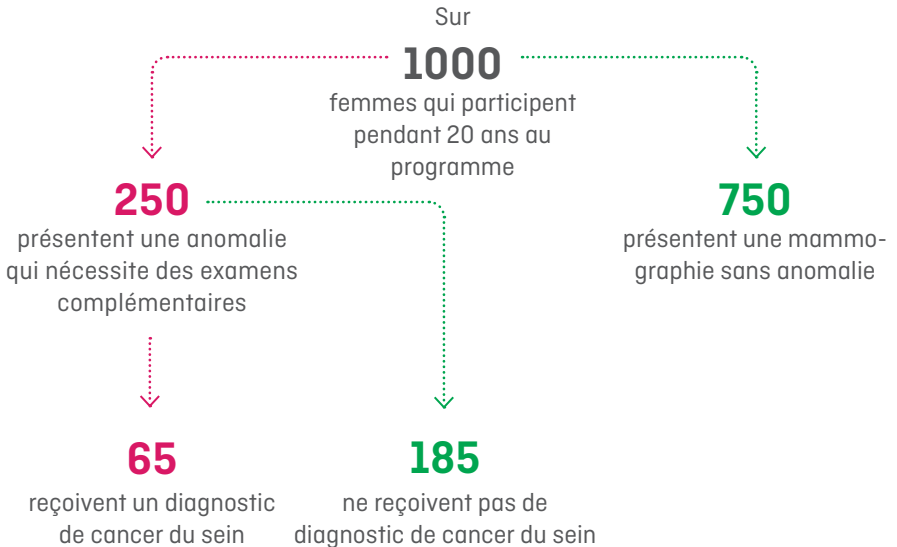 Sur
1000
femmes qui participent
pendant 20 ans au
programme
250
présentent une anomalie
qui nécessite des examens
complémentaires
750
présentent une mammo-
graphie sans anomalie
65
reçoivent un diagnostic
de cancer du sein
185
ne reçoivent pas de
diagnostic de cancer du sein